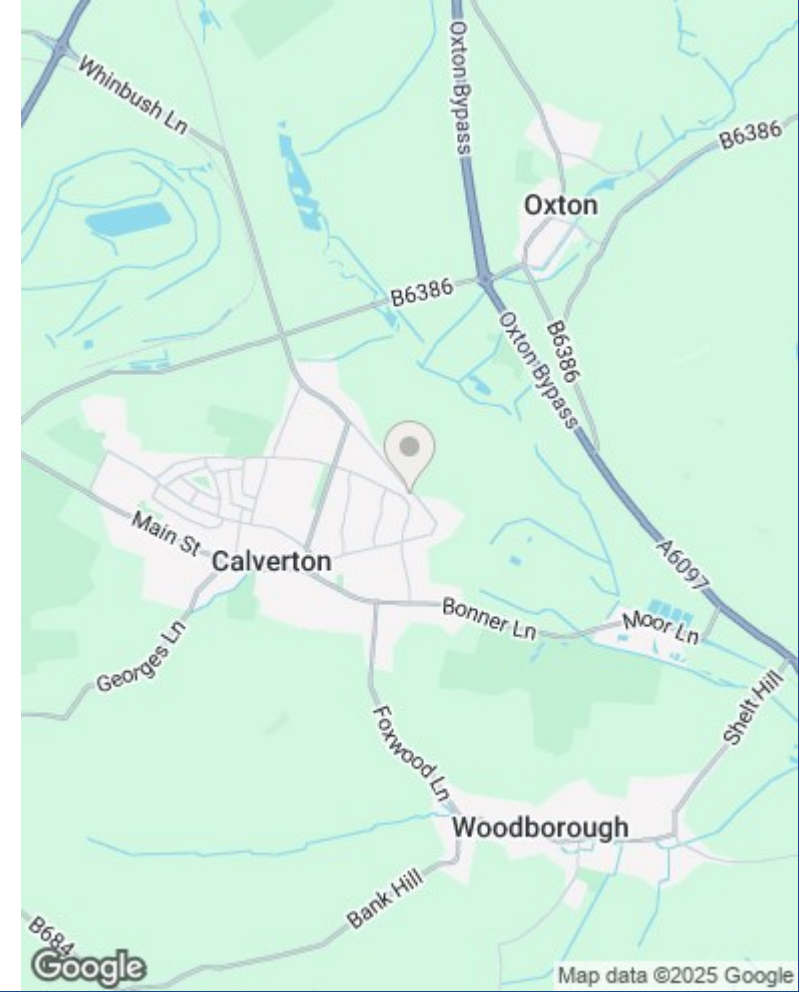 Whinbush Ln
Oxton Bypass
B6386
Oxton
B6386
Oxton Bypass
B6386
Main St
Calverton
A6097
Bonner Ln
Moor Ln
Georges Ln
Shelt Hill
Foxwood Ln
Woodborough
Bank Hill
B684
Google
Map data ©2025 Google